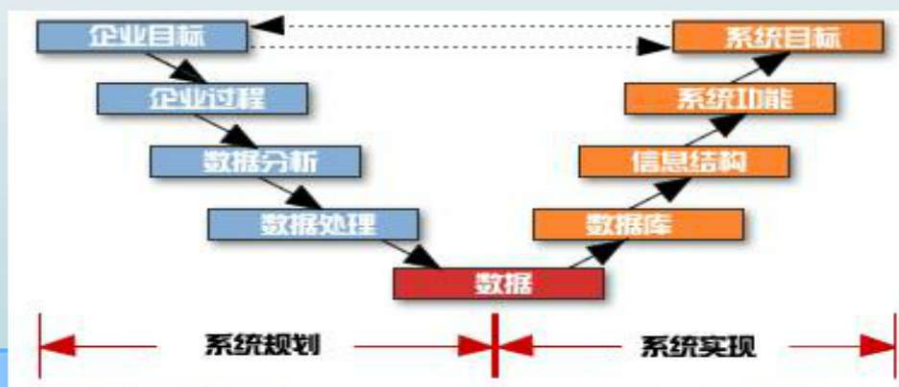 企业目标
系统目标
企业过程
系统功能
数据分析
信息结构
数据处理
数据库
数据
系统规划
系统实现